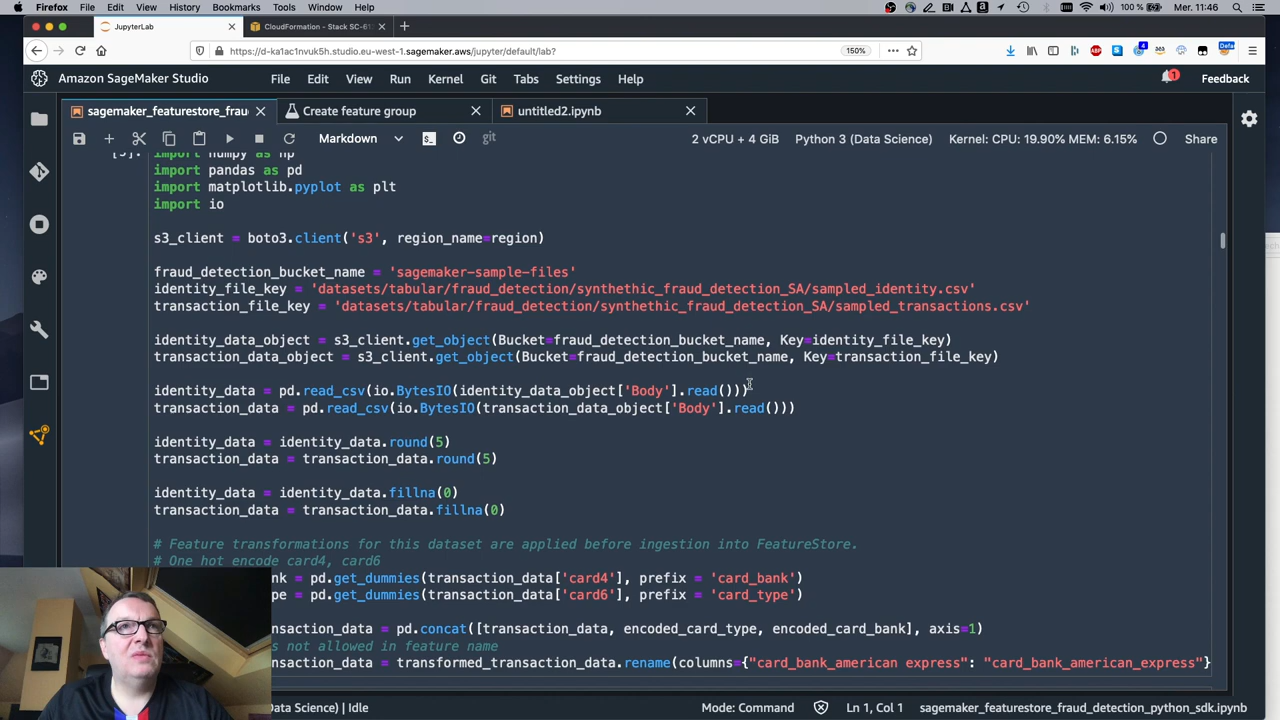 Firefox File Edit View History Bookmarks Tools Window Help 100 % Mer. 11:46
JupyterLab CloudFormation - Stack SC-61
https://d-ka1ac1nvuk5h.studio.eu-west-1.sagemaker.aws/jupyter/default/lab? 150%
Amazon SageMaker Studio File Edit View Run Kernel Git Tabs Settings Help 1 Feedback
sagemaker_featurestore_frau Create feature group untitled2.ipynb
Markdown git 2 vCPU + 4 GiB Python 3 (Data Science) Kernel: CPU: 19.90% MEM: 6.15% Share
import numpy as np
import pandas as pd
import matplotlib.pyplot as plt
import io
s3_client = boto3.client('s3', region_name=region)
fraud_detection_bucket_name = 'sagemaker-sample-files'
identity_file_key = 'datasets/tabular/fraud_detection/synthethic_fraud_detection_SA/sampled_identity.csv'
transaction_file_key = 'datasets/tabular/fraud_detection/synthethic_fraud_detection_SA/sampled_transactions.csv'
identity_data_object = s3_client.get_object(Bucket=fraud_detection_bucket_name, Key=identity_file_key)
transaction_data_object = s3_client.get_object(Bucket=fraud_detection_bucket_name, Key=transaction_file_key)
identity_data = pd.read_csv(io.BytesIO(identity_data_object['Body'].read()))
transaction_data = pd.read_csv(io.BytesIO(transaction_data_object['Body'].read()))
identity_data = identity_data.round(5)
transaction_data = transaction_data.round(5)
identity_data = identity_data.fillna(0)
transaction_data = transaction_data.fillna(0)
# Feature transformations for this dataset are applied before ingestion into FeatureStore.
# One hot encode card4, card6
nk = pd.get_dummies(transaction_data['card4'], prefix = 'card_bank')
pe = pd.get_dummies(transaction_data['card6'], prefix = 'card_type')
nsaction_data = pd.concat([transaction_data, encoded_card_type, encoded_card_bank], axis=1)
s not allowed in feature name
nsaction_data = transformed_transaction_data.rename(columns={"card_bank_american express": "card_bank_american_express"}
Data Science) | Idle Mode: Command Ln 1, Col 1 sagemaker_featurestore_fraud_detection_python_sdk.ipynb